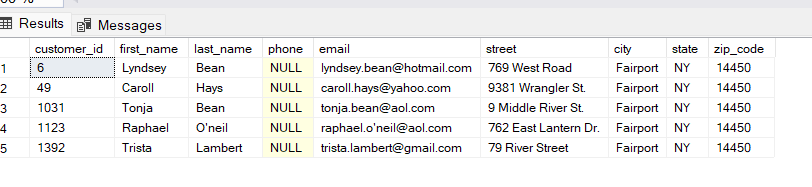 Results Messages
customer_id first_name last_name phone email street city state zip_code
1 6 Lyndsey Bean NULL lyndsey.bean@hotmail.com 769 West Road Fairport NY 14450
2 49 Caroll Hays NULL caroll.hays@yahoo.com 9381 Wrangler St. Fairport NY 14450
3 1031 Tonja Bean NULL tonja.bean@aol.com 9 Middle River St. Fairport NY 14450
4 1123 Raphael O'neil NULL raphael.o'neil@aol.com 762 East Lantern Dr. Fairport NY 14450
5 1392 Trista Lambert NULL trista.lambert@gmail.com 79 River Street Fairport NY 14450